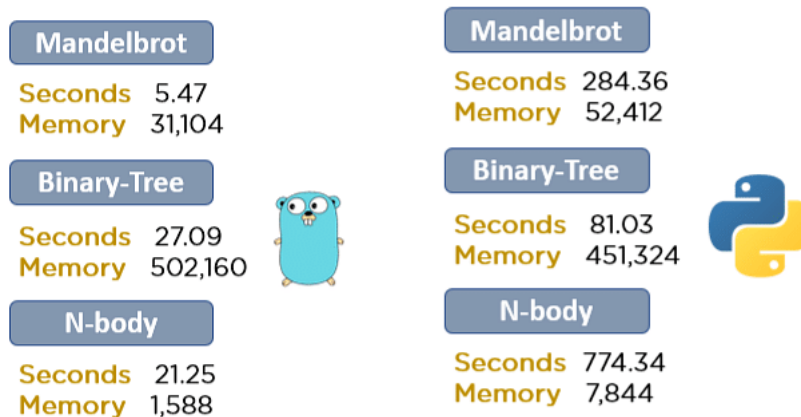 Mandelbrot
Seconds 5.47
Memory 31,104
Binary-Tree
Seconds 27.09
Memory 502,160
N-body
Seconds 21.25
Memory 1,588
Mandelbrot
Seconds 284.36
Memory 52,412
Binary-Tree
Seconds 81.03
Memory 451,324
N-body
Seconds 774.34
Memory 7,844